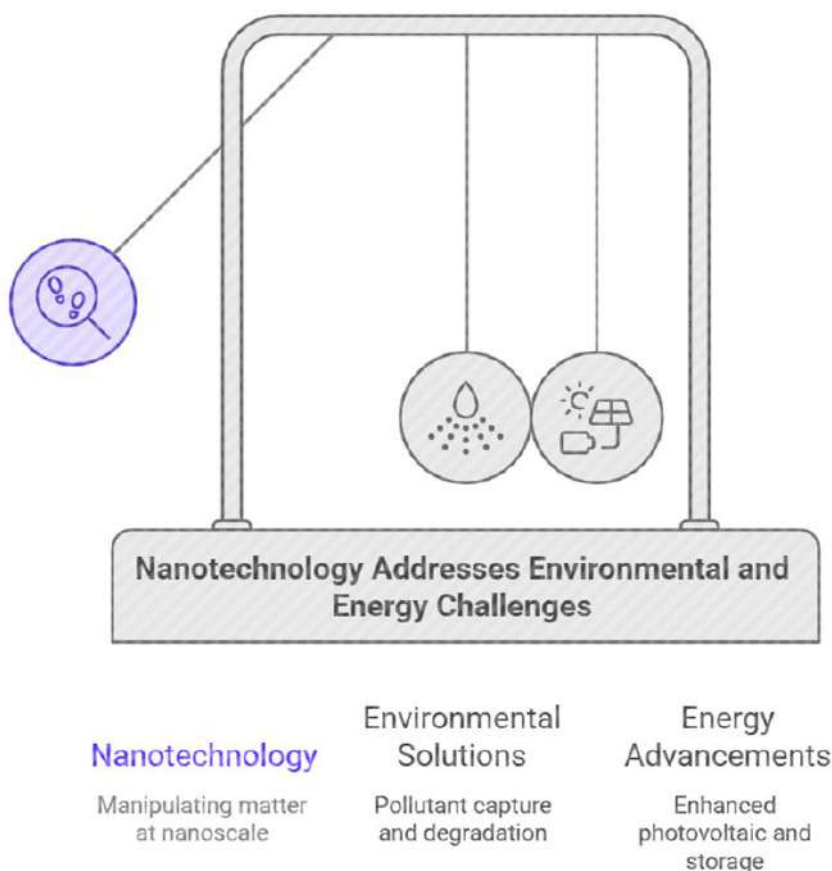 Nanotechnology Addresses Environmental and
Energy Challenges
Nanotechnology
Manipulating matter
at nanoscale
Environmental
Solutions
Pollutant capture
and degradation
Energy
Advancements
Enhanced
photovoltaic and
storage